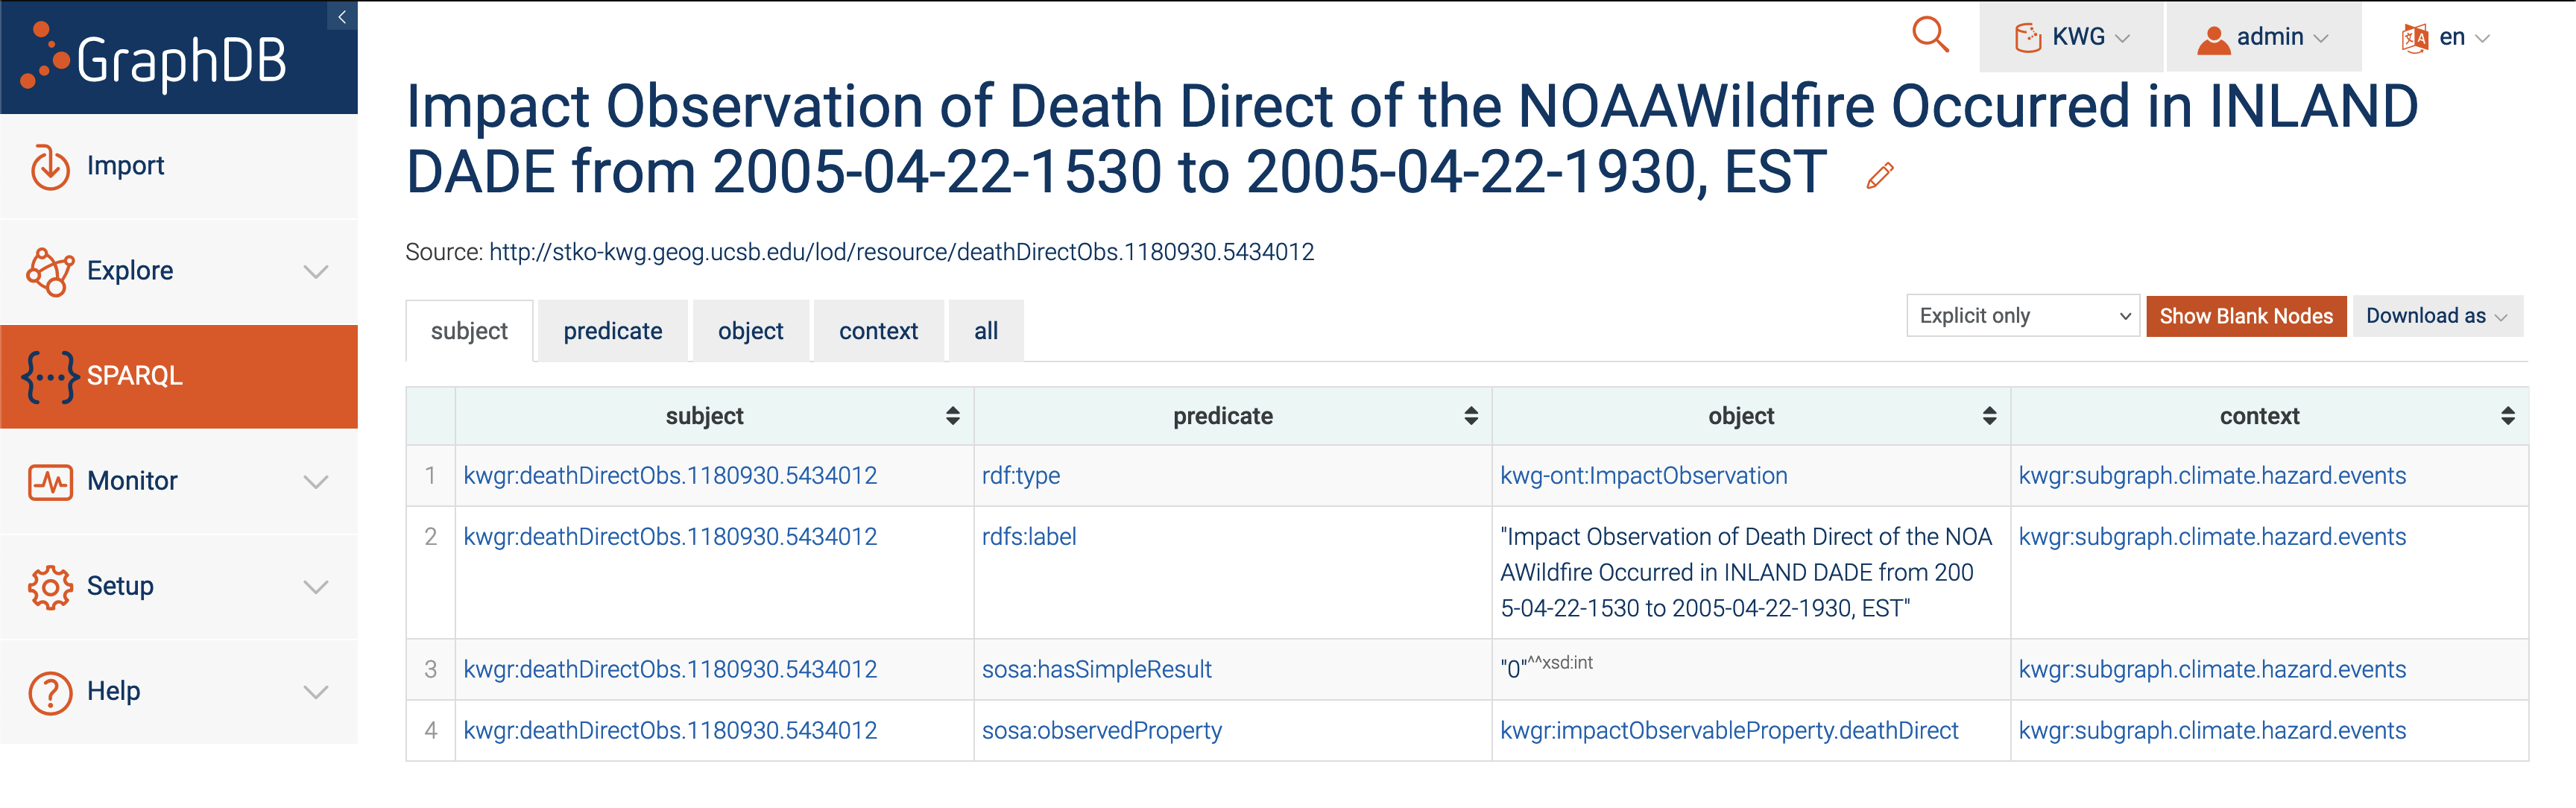 GraphDB
KWG
admin
en
Import
Explore
SPARQL
Monitor
Setup
Help
Impact Observation of Death Direct of the NOAAWildfire Occurred in INLAND
DADE from 2005-04-22-1530 to 2005-04-22-1930, EST
Source: http://stko-kwg.geog.ucsb.edu/lod/resource/deathDirectObs.1180930.5434012
subject predicate object context all
Explicit only Show Blank Nodes Download as
subject predicate object context
1 kwgr:deathDirectObs.1180930.5434012 rdf:type kwg-ont:ImpactObservation kwgr:subgraph.climate.hazard.events
2 kwgr:deathDirectObs.1180930.5434012 rdfs:label "Impact Observation of Death Direct of the NOA kwgr:subgraph.climate.hazard.events
AWildfire Occurred in INLAND DADE from 200
5-04-22-1530 to 2005-04-22-1930, EST"
3 kwgr:deathDirectObs.1180930.5434012 sosa:hasSimpleResult "0"^^xsd:int kwgr:subgraph.climate.hazard.events
4 kwgr:deathDirectObs.1180930.5434012 sosa:observedProperty kwgr:impactObservableProperty.deathDirect kwgr:subgraph.climate.hazard.events